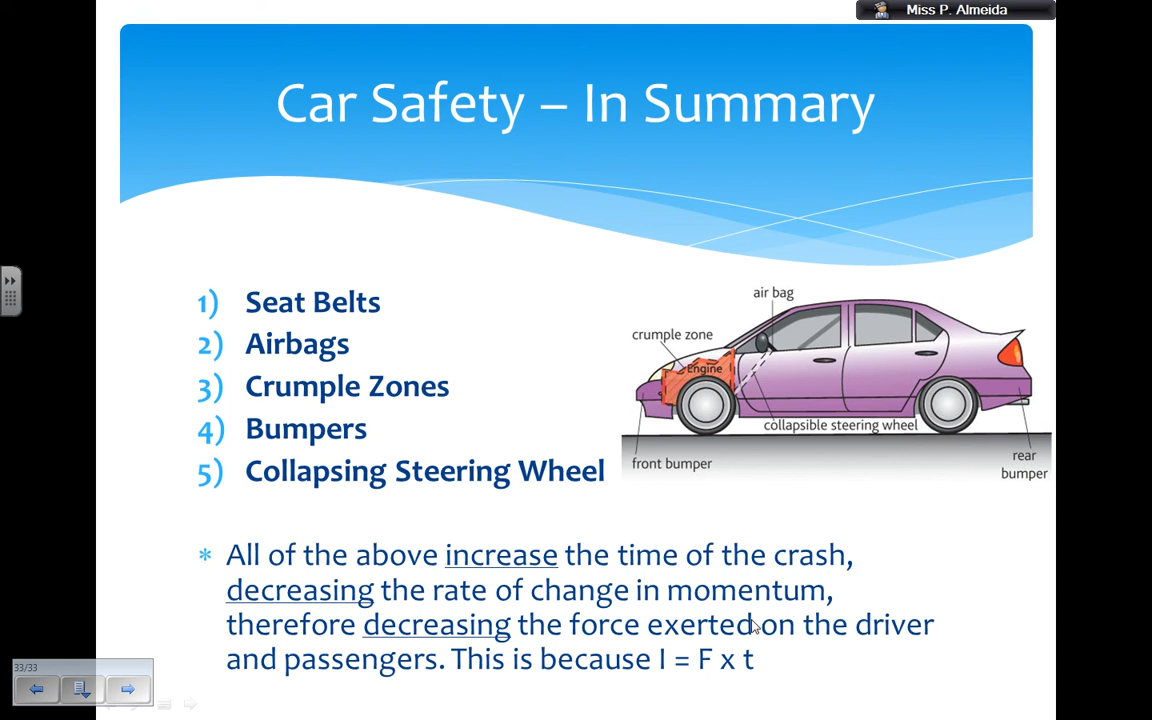 Miss P. Almeida
Car Safety – In Summary
1) Seat Belts
2) Airbags
3) Crumple Zones
4) Bumpers
5) Collapsing Steering Wheel
air bag
crumple zone
Engine
collapsible steering wheel
front bumper
rear
bumper
* All of the above increase the time of the crash,
decreasing the rate of change in momentum,
therefore decreasing the force exerted on the driver
and passengers. This is because I = F x t
33/33